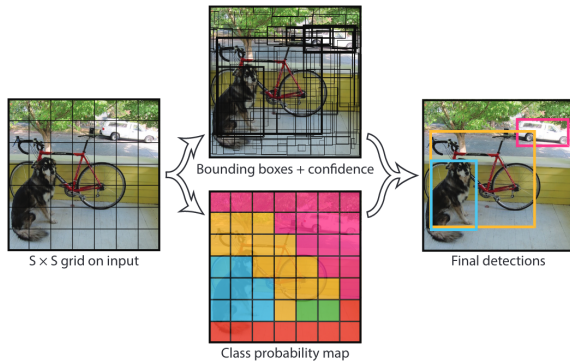 Bounding boxes + confidence
S × S grid on input
Final detections
Class probability map